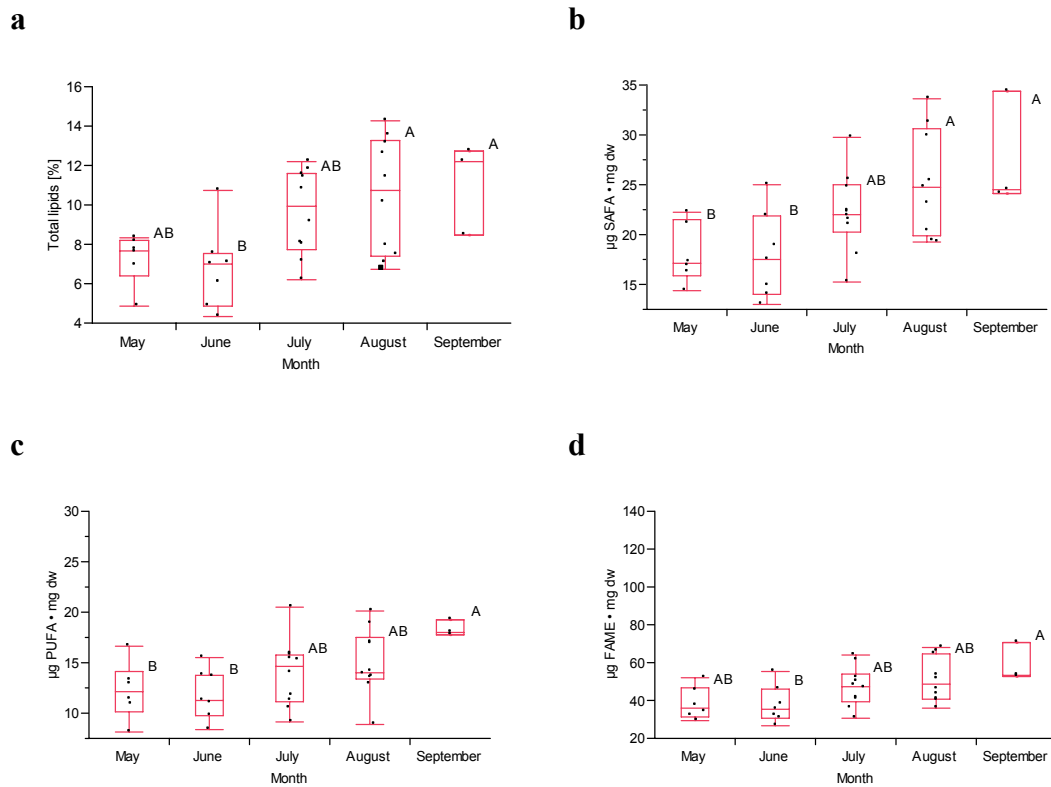 a
Total lipids [%]
16
14
12
10
8
6
4
AB
B
AB
A
A
May June July August September
Month
b
µg SAFA • mg dw
35
30
25
20
15
B
B
AB
A
A
May June July August September
Month
c
µg PUFA • mg dw
30
25
20
15
10
B
B
AB
AB
A
May June July August September
Month
d
µg FAME • mg dw
140
120
100
80
60
40
20
AB
B
AB
AB
A
May June July August September
Month